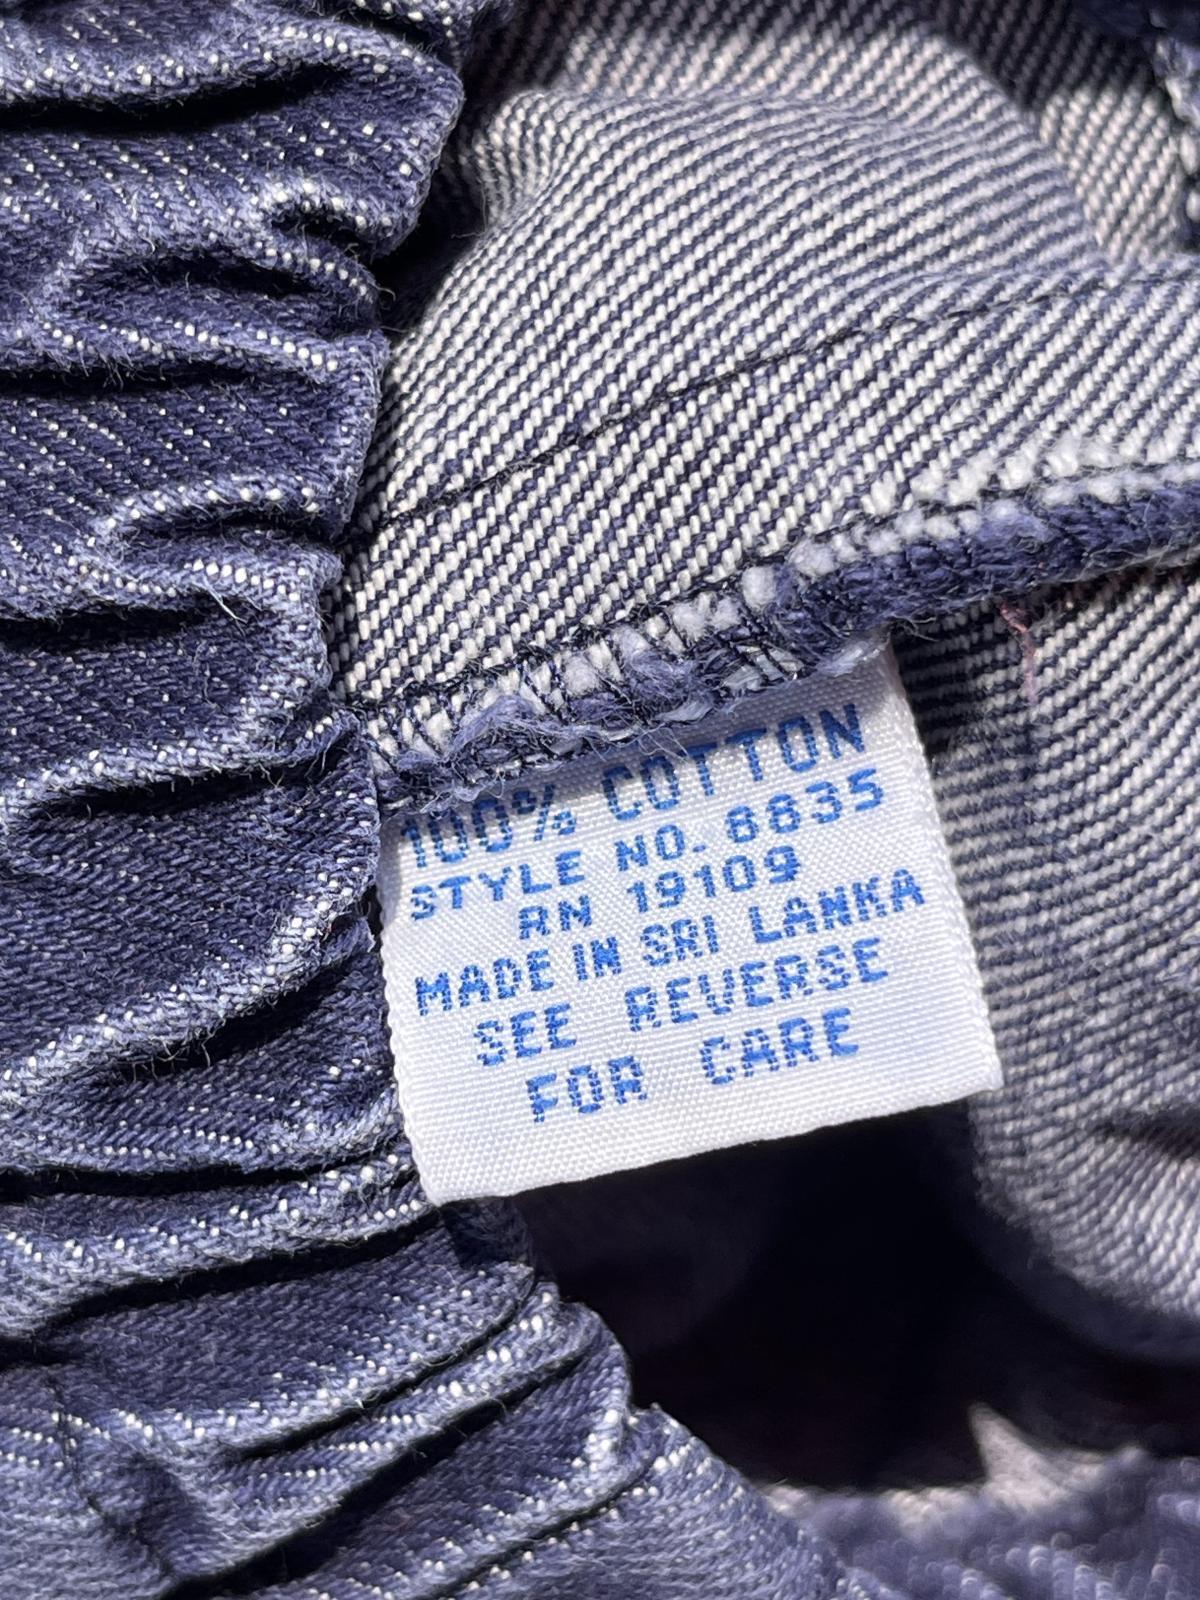 100% COTTON
STYLE NO. 8835
RN 19109
MADE IN SRI LANKA
SEE REVERSE
FOR CARE